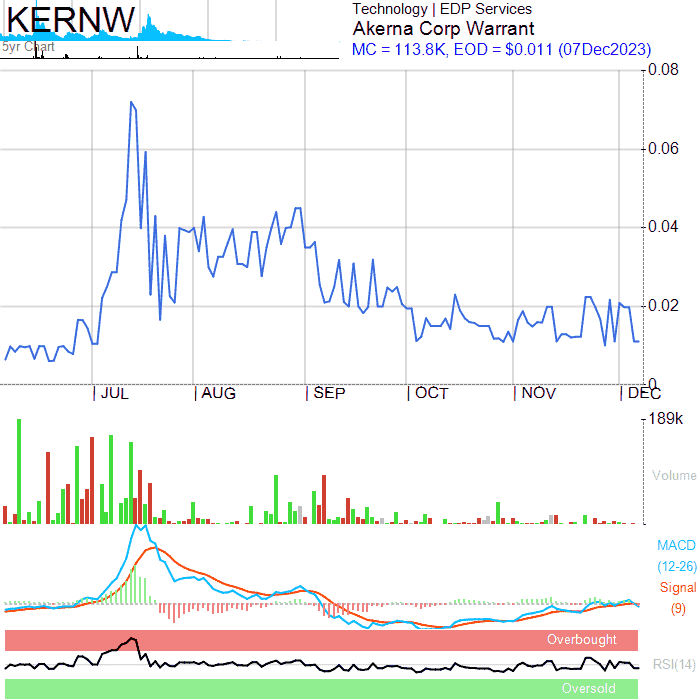 KERNW
5yr Chart
Technology | EDP Services
Akerna Corp Warrant
MC = 113.8K, EOD = $0.011 (07Dec2023)
0.08
0.06
0.04
0.02
0
JUL AUG SEP OCT NOV DEC
189k
Volume
MACD
(12-26)
Signal
(9)
Overbought
RSI(14)
Oversold